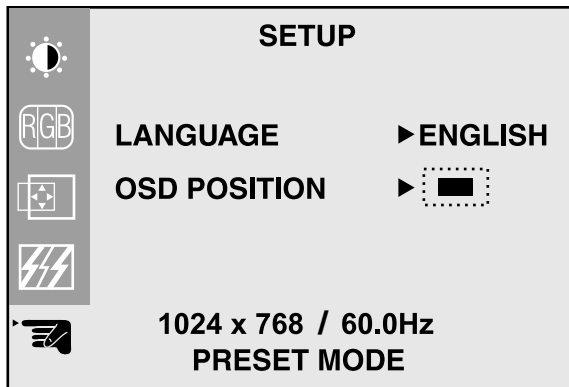 SETUP
RGB
LANGUAGE ▶ENGLISH
OSD POSITION ▶
1024 x 768 / 60.0Hz
PRESET MODE